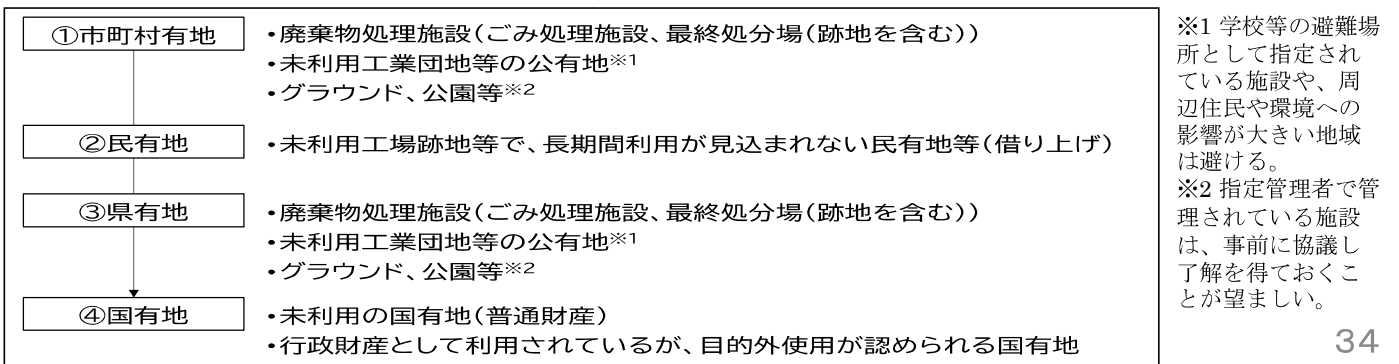 ①市町村有地
・廃棄物処理施設(ごみ処理施設、最終処分場(跡地を含む))
・未利用工業団地等の公有地※1
・グラウンド、公園等※2
②民有地
・未利用工場跡地等で、長期間利用が見込まれない民有地等(借り上げ)
③県有地
・廃棄物処理施設(ごみ処理施設、最終処分場(跡地を含む))
・未利用工業団地等の公有地※1
・グラウンド、公園等※2
④国有地
・未利用の国有地(普通財産)
・行政財産として利用されているが、目的外使用が認められる国有地
※1 学校等の避難場
所として指定され
ている施設や、周
辺住民や環境への
影響が大きい地域
は避ける。
※2 指定管理者で管
理されている施設
は、事前に協議し
了解を得ておくこ
とが望ましい。
34